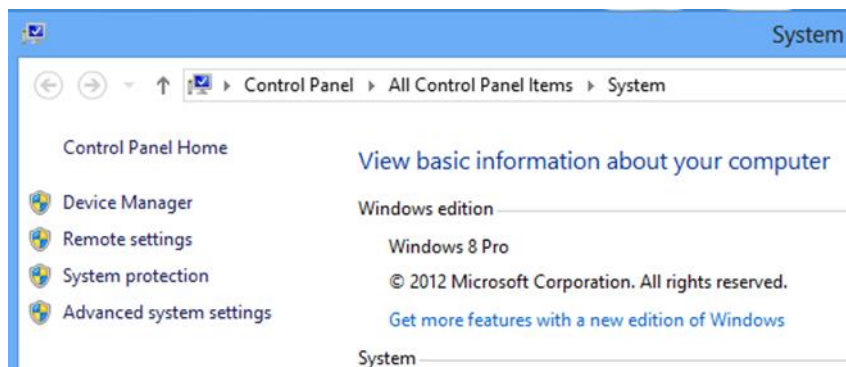 System
Control Panel ▸ All Control Panel Items ▸ System
Control Panel Home
Device Manager
Remote settings
System protection
Advanced system settings
View basic information about your computer
Windows edition
Windows 8 Pro
© 2012 Microsoft Corporation. All rights reserved.
Get more features with a new edition of Windows
System